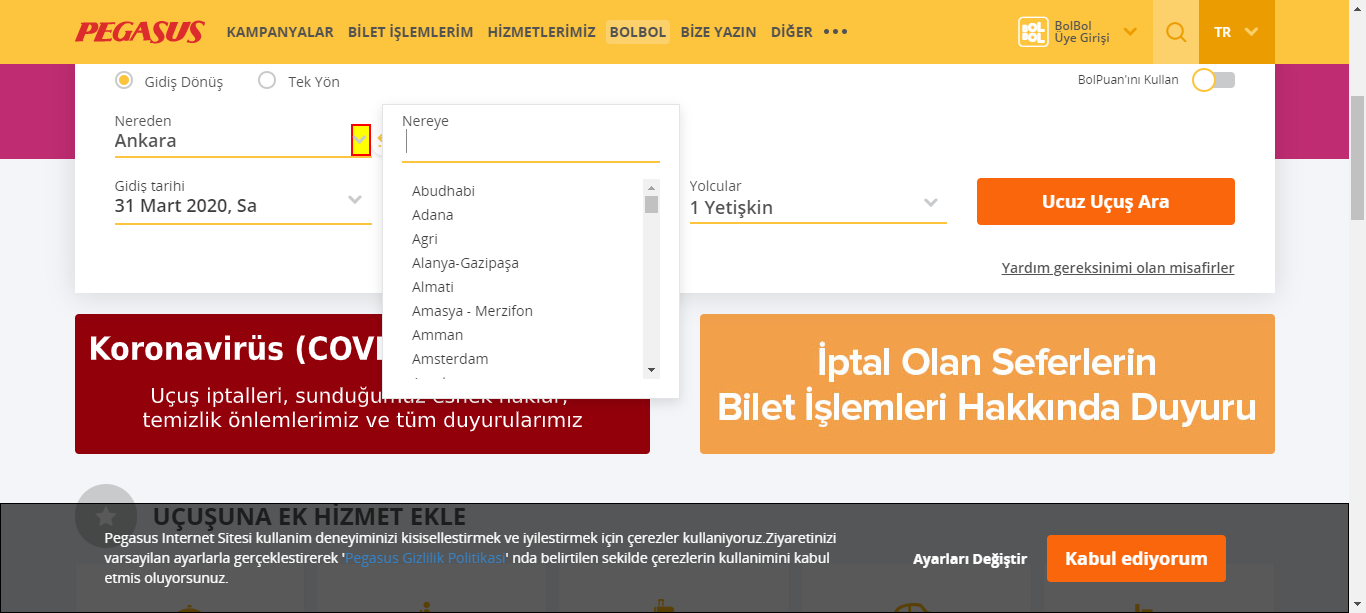 PEGASUS
KAMPANYALAR BİLET İŞLEMLERİM HİZMETLERİMİZ BOLBOL BİZE YAZIN DİĞER •••
BOL BOL
BolBol
Üye Girişi
TR
Gidiş Dönüş
Tek Yön
BolPuan'ını Kullan
Nereden
Ankara
Nereye
Abudhabi
Adana
Agri
Alanya-Gazipaşa
Almati
Amasya - Merzifon
Amman
Amsterdam
Gidiş tarihi
31 Mart 2020, Sa
Yolcular
1 Yetişkin
Ucuz Uçuş Ara
Yardım gereksinimi olan misafirler
Koronavirüs
Uçuş iptalleri,
temizlik önlemlerimiz ve tüm duyurularımız
İptal Olan Seferlerin
Bilet İşlemleri Hakkında Duyuru
UÇUŞUNA EK HİZMET EKLE
Pegasus Internet Sitesi kullanim deneyiminizi kisisellestirmek ve iyilestirmek için çerezler kullaniyoruz.Ziyaretinizi
varsayilan ayarlarla gerçeklestirerek 'Pegasus Gizlilik Politikasi' nda belirtilen sekilde çerezlerin kullanimini kabul
etmis oluyorsunuz.
Ayarları Değiştir
Kabul ediyorum